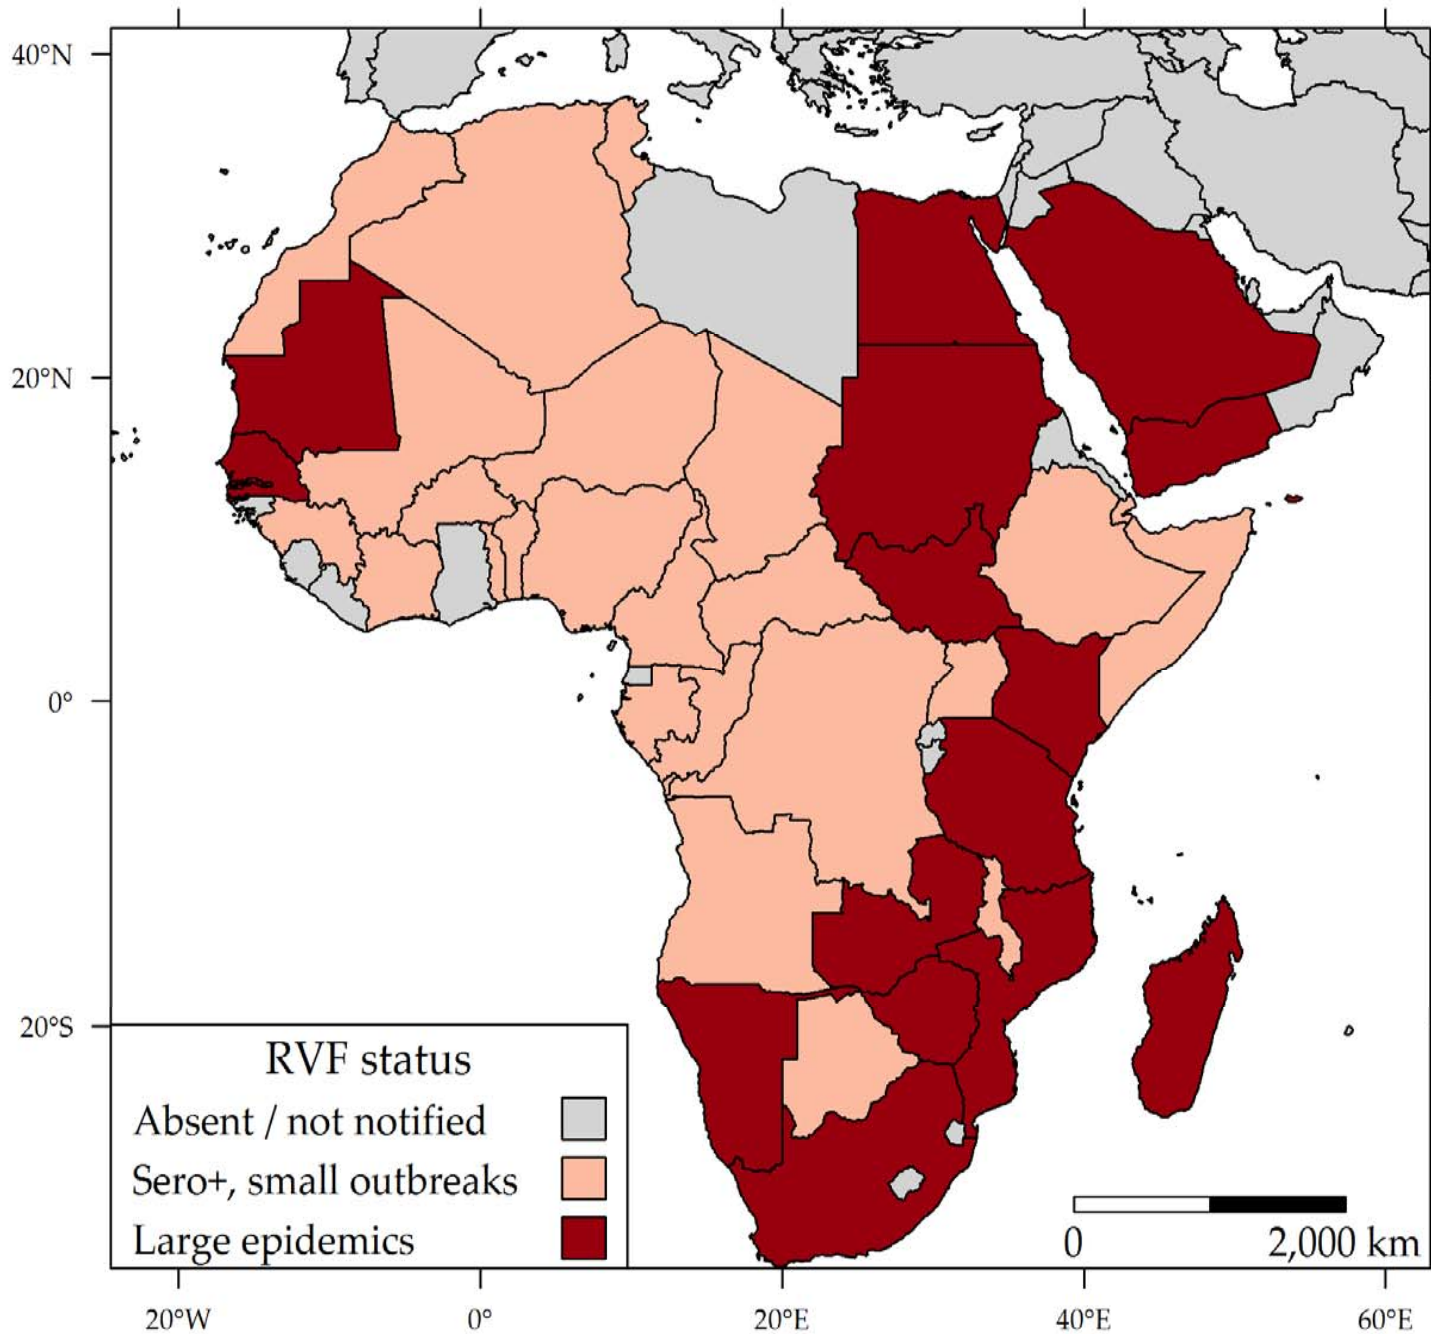 40°N
20°N
0°
20°S
RVF status
Absent / not notified
Sero+, small outbreaks
Large epidemics
0 2,000 km
20°W 0° 20°E 40°E 60°E